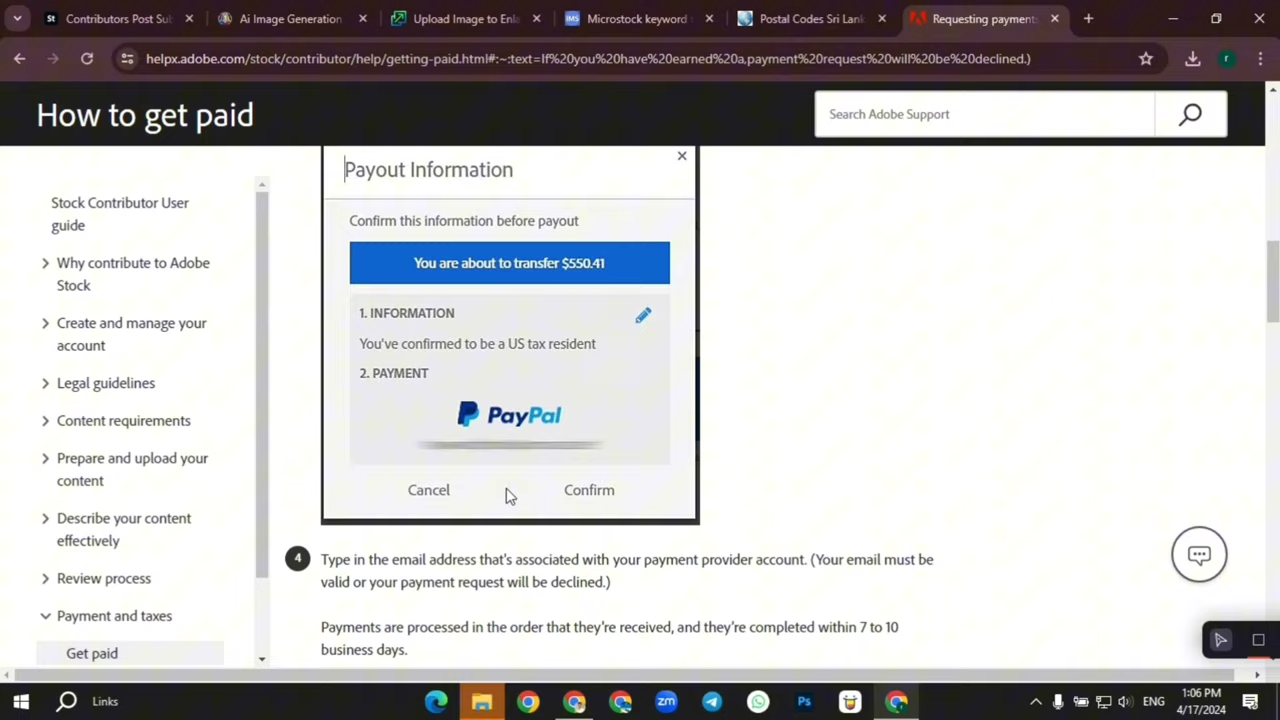 Contributors Post Sub
Ai Image Generation
Upload Image to Enla
Microstock keyword
Postal Codes Sri Lank
Requesting payments
helpx.adobe.com/stock/contributor/help/getting-paid.html#:~:text=If%20you%20have%20earned%20a,payment%20request%20will%20be%20declined.)
How to get paid
Search Adobe Support
Stock Contributor User
guide
Why contribute to Adobe
Stock
Create and manage your
account
Legal guidelines
Content requirements
Prepare and upload your
content
Describe your content
effectively
Review process
Payment and taxes
Get paid
Payout Information
Confirm this information before payout
You are about to transfer $550.41
1. INFORMATION
You've confirmed to be a US tax resident
2. PAYMENT
PayPal
Cancel
Confirm
4 Type in the email address that's associated with your payment provider account. (Your email must be
valid or your payment request will be declined.)
Payments are processed in the order that they're received, and they're completed within 7 to 10
business days.
Links
ENG
1:06 PM
4/17/2024